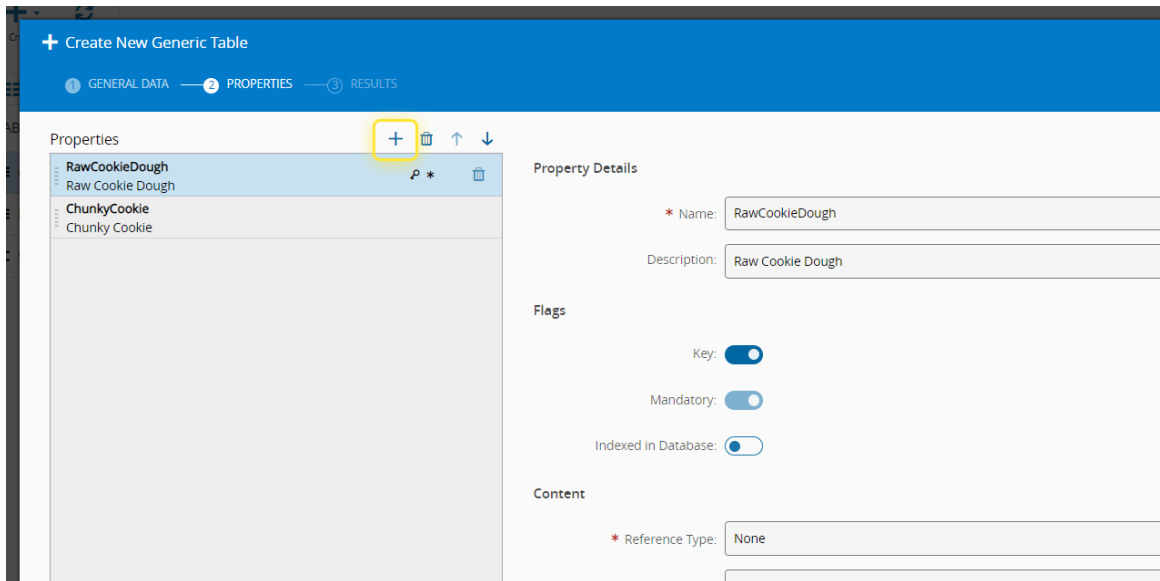 Create New Generic Table
1 GENERAL DATA 2 PROPERTIES 3 RESULTS
Properties
RawCookieDough
Raw Cookie Dough
*
ChunkyCookie
Chunky Cookie
Property Details
* Name: RawCookieDough
Description: Raw Cookie Dough
Flags
Key:
Mandatory:
Indexed in Database:
Content
* Reference Type: None